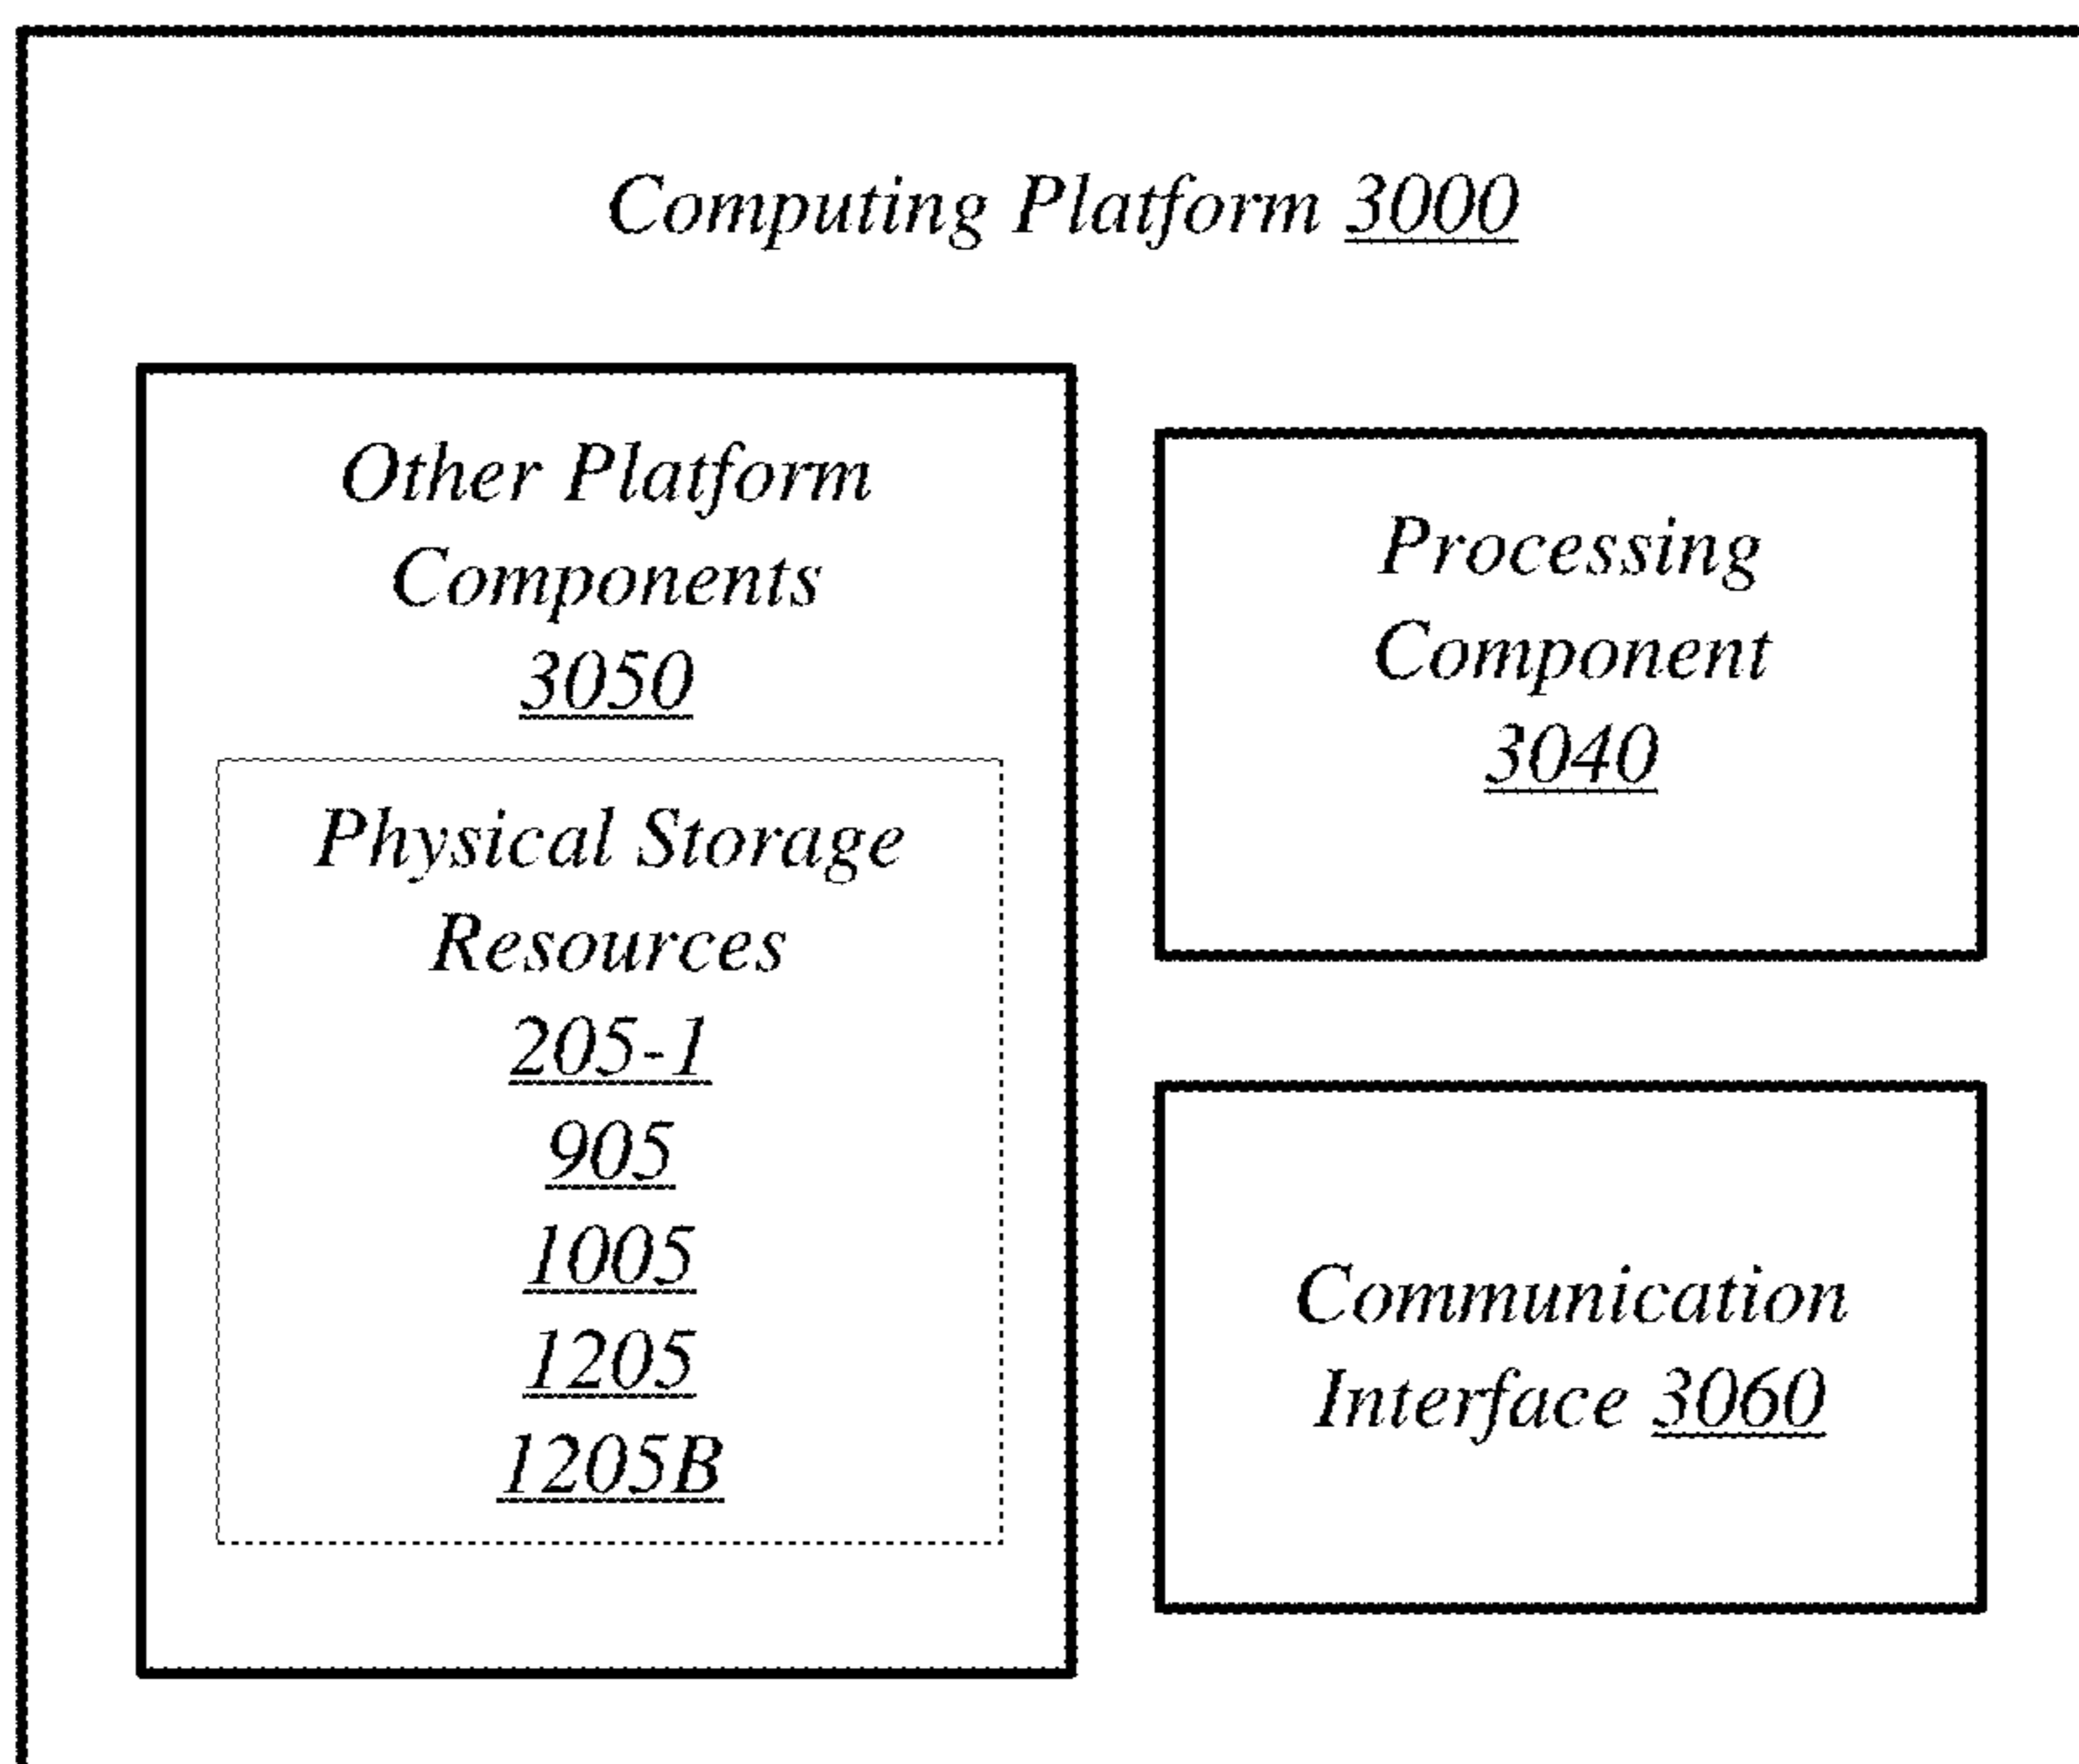 Computing Platform 3000
Other Platform
Components
3050
Physical Storage
Resources
205-1
905
1005
1205
1205B
Processing
Component
3040
Communication
Interface 3060